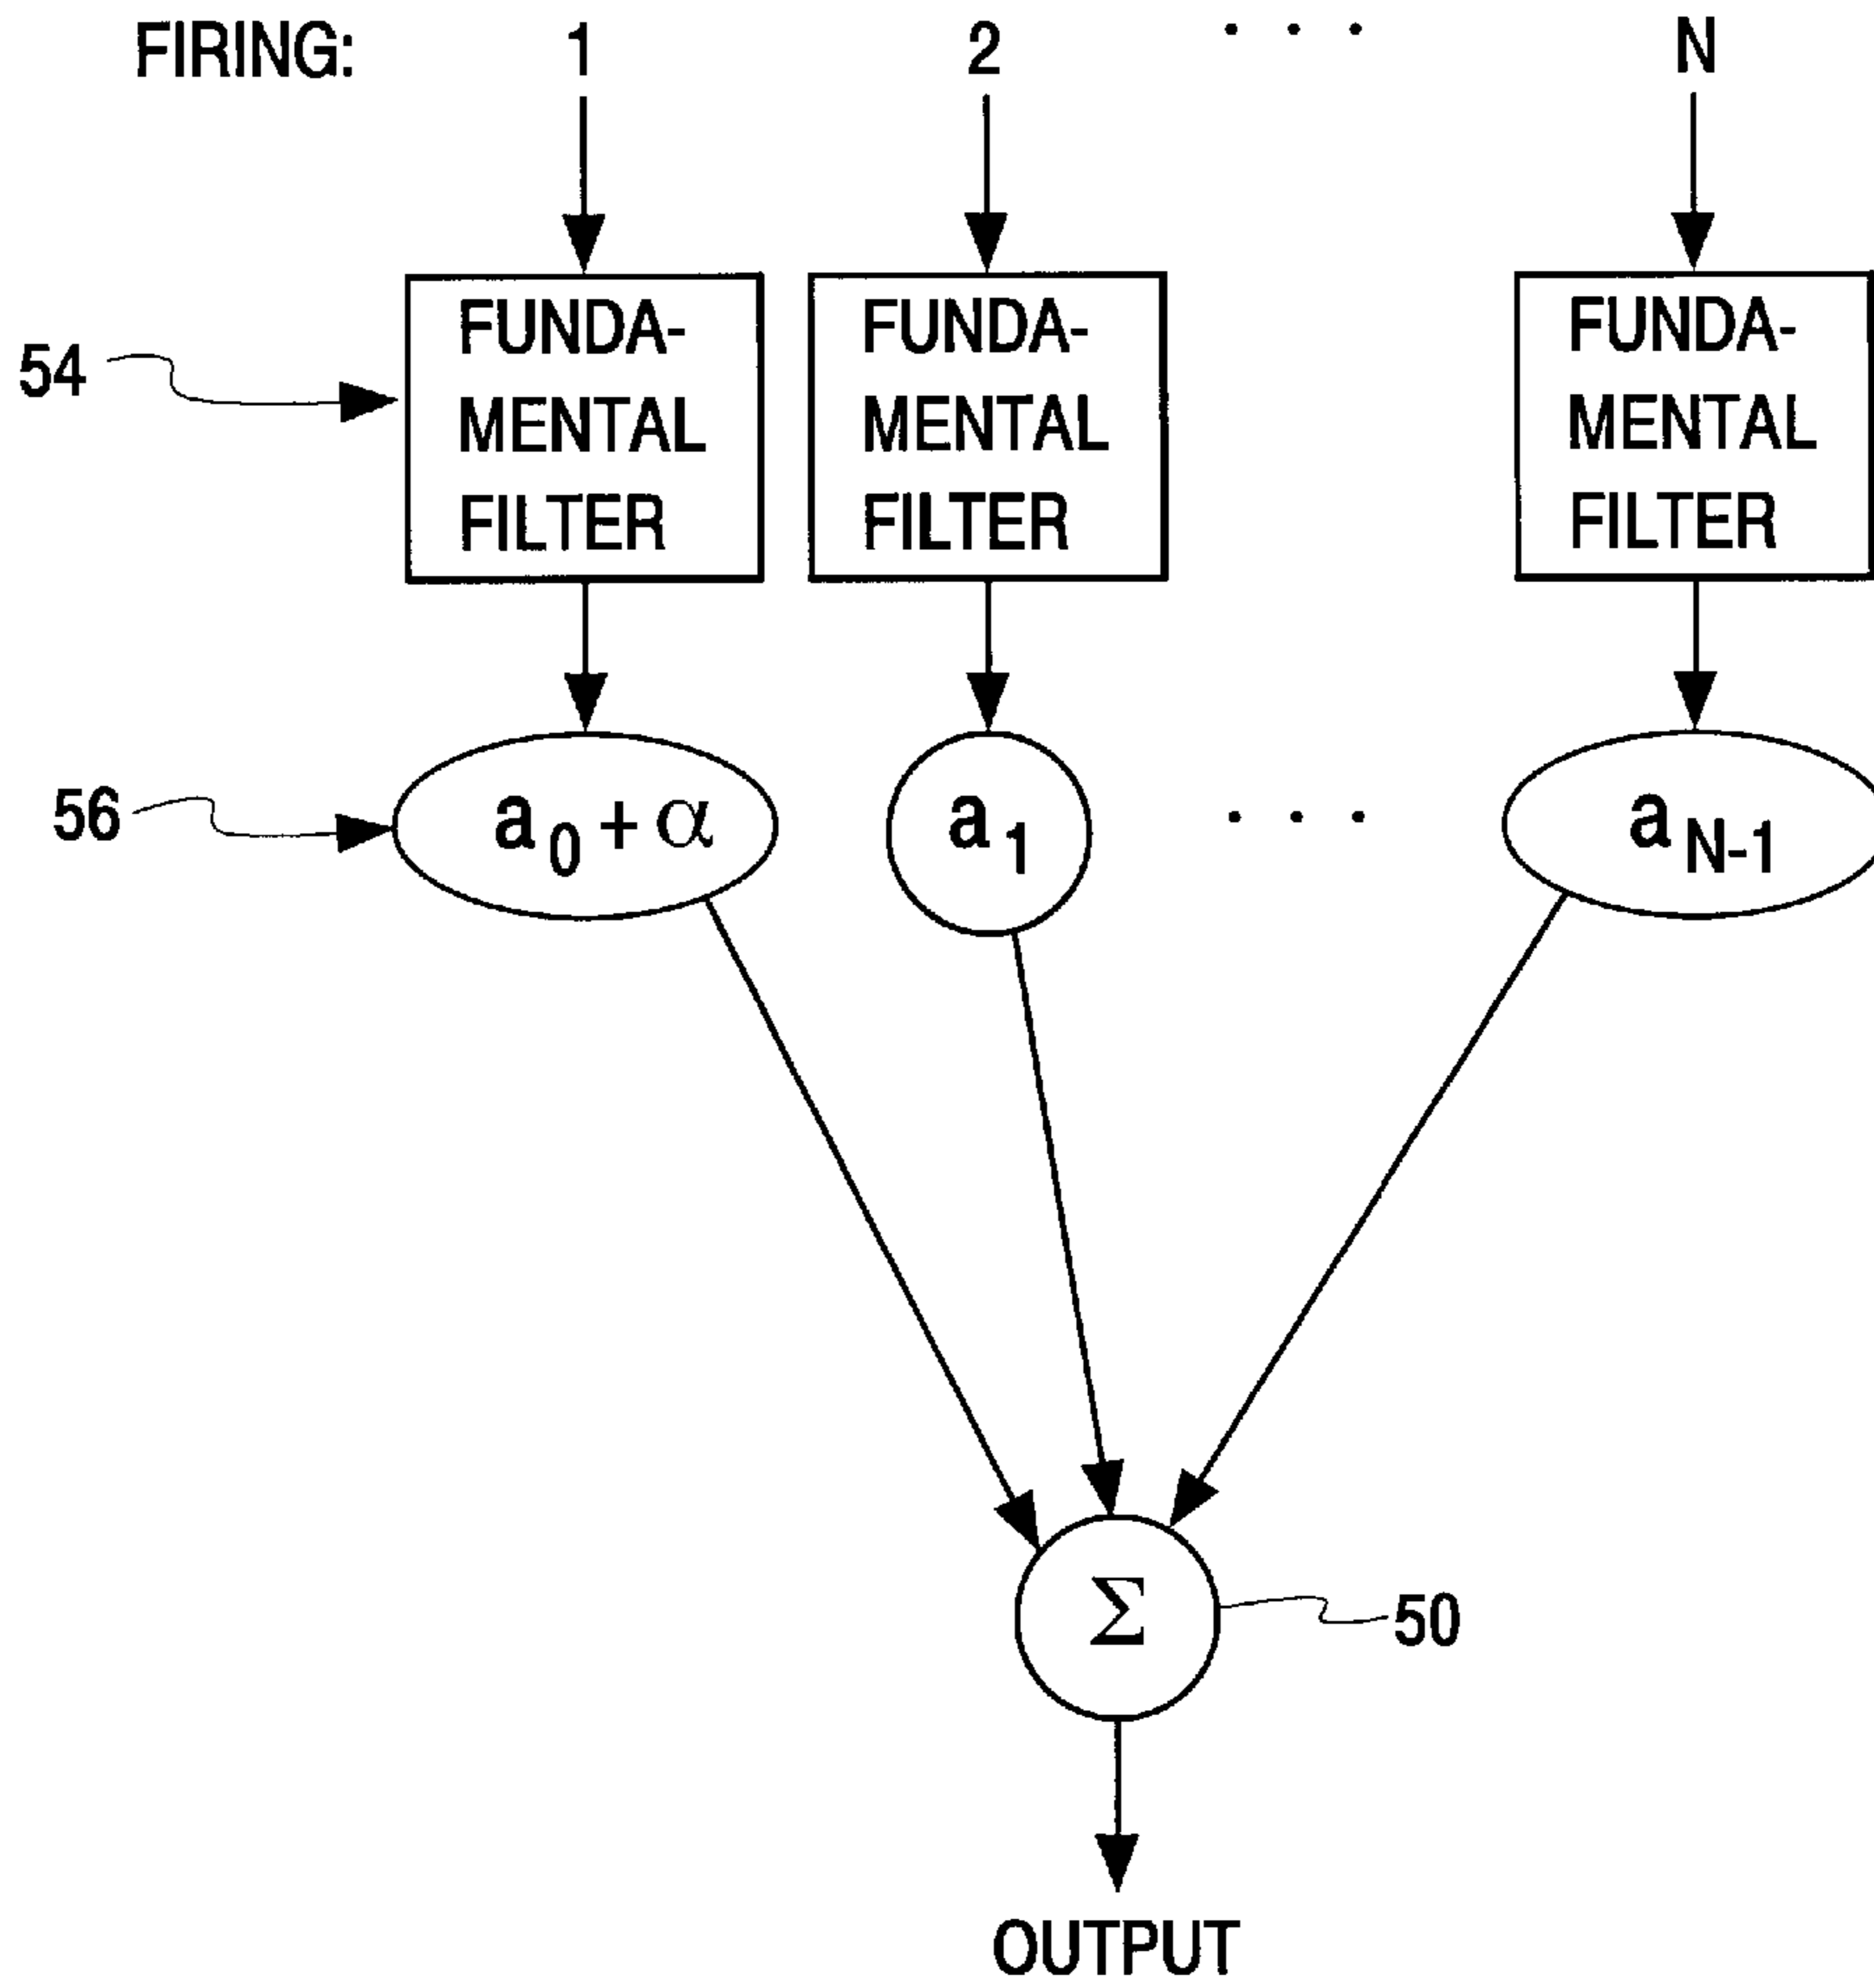 FIRING: 1 2 . . . N
FUNDA- FUNDA- FUNDA-
54
MENTAL MENTAL MENTAL
FILTER FILTER FILTER
56 a0 + α a1 . . . aN-1
Σ 50
OUTPUT